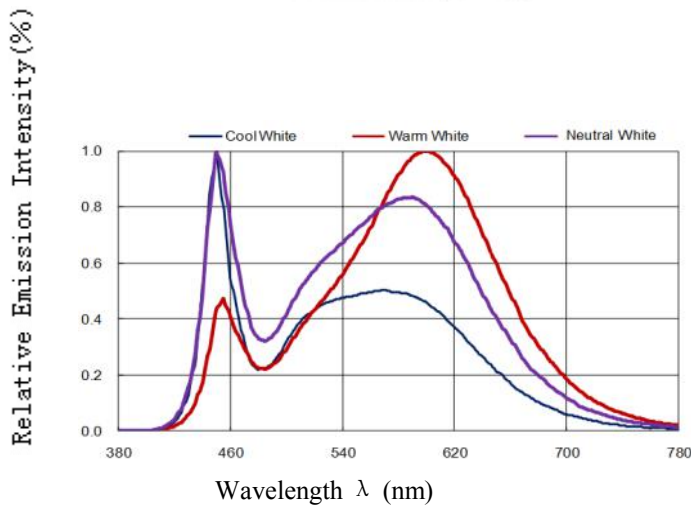 Relative Emission Intensity(%)
Cool White Warm White Neutral White
1.0
0.8
0.6
0.4
0.2
0.0
380 460 540 620 700 780
Wavelength λ (nm)